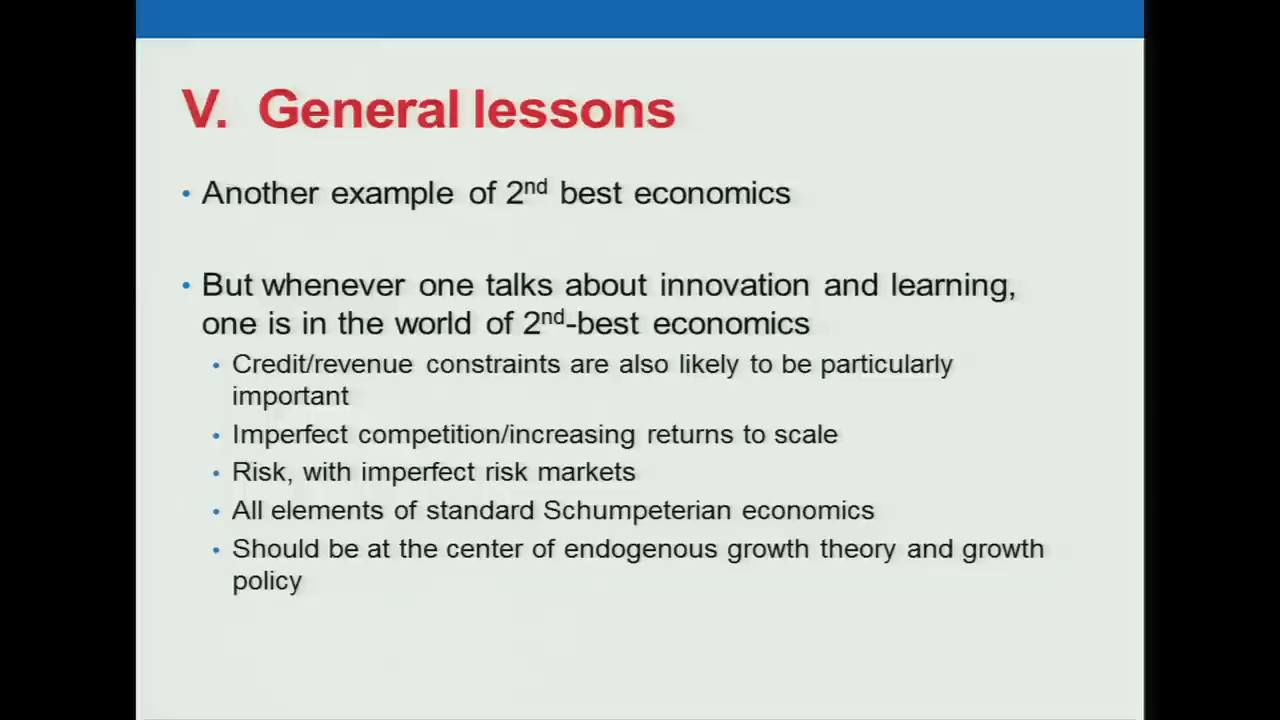 V. General lessons
• Another example of 2nd best economics
• But whenever one talks about innovation and learning,
one is in the world of 2nd-best economics
• Credit/revenue constraints are also likely to be particularly
important
• Imperfect competition/increasing returns to scale
• Risk, with imperfect risk markets
• All elements of standard Schumpeterian economics
• Should be at the center of endogenous growth theory and growth
policy